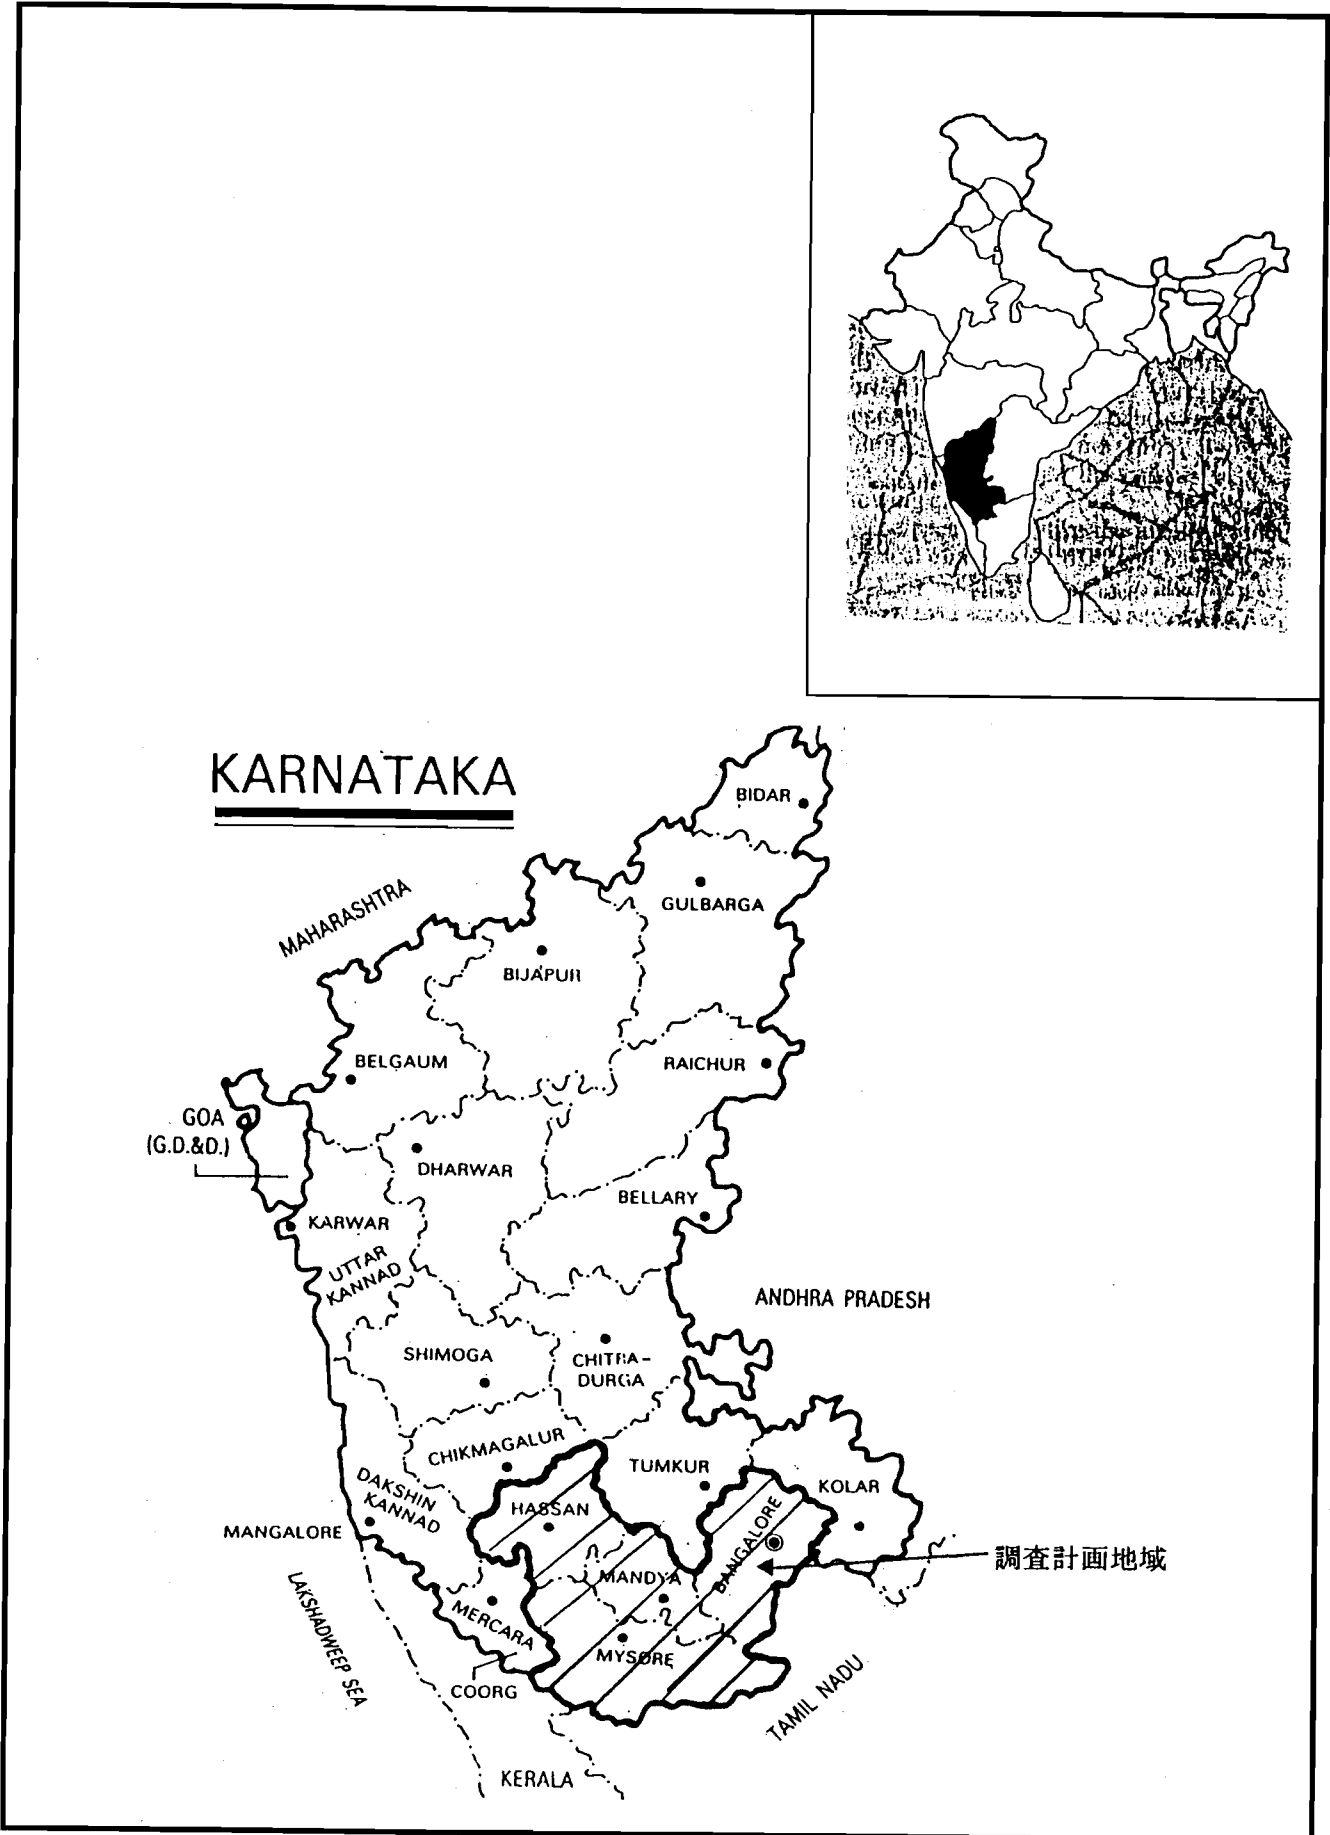 KARNATAKA
BIDAR
GULBARGA
MAHARASHTRA
BIJAPUR
BELGAUM
RAICHUR
GOA
(G.D.&D.)
DHARWAR
BELLARY
KARWAR
UTTAR
KANNAD
ANDHRA PRADESH
SHIMOGA
CHITRA-
DURGA
CHIKMAGALUR
TUMKUR
KOLAR
DAKSHIN
KANNAD
HASSAN
BANGALORE
MANGALORE
調査計画地域
MANDYA
LAKSHADWEEP SEA
MERCARA
MYSORE
COORG
TAMIL NADU
KERALA